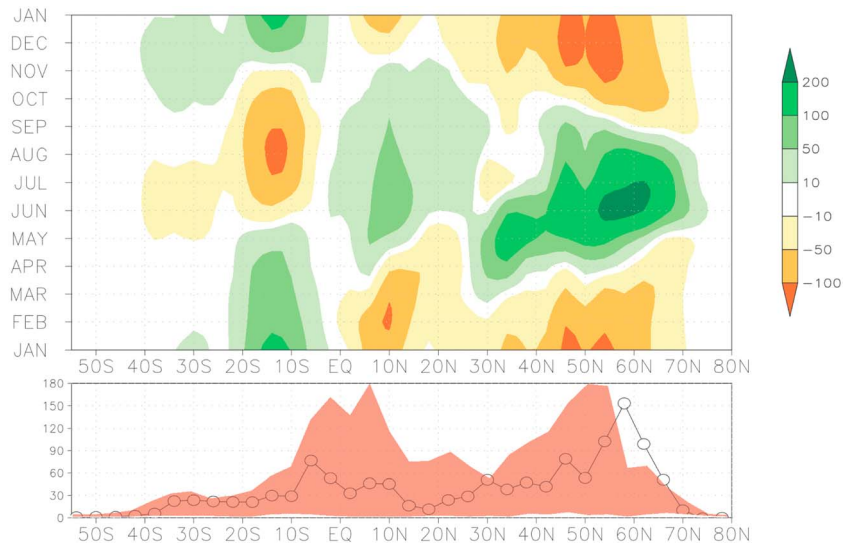 JAN
DEC
NOV
OCT
SEP
AUG
JUL
JUN
MAY
APR
MAR
FEB
JAN
50S 40S 30S 20S 10S EQ 10N 20N 30N 40N 50N 60N 70N 80N
200
100
50
10
−10
−50
−100
180
150
120
90
60
30
0
50S 40S 30S 20S 10S EQ 10N 20N 30N 40N 50N 60N 70N 80N